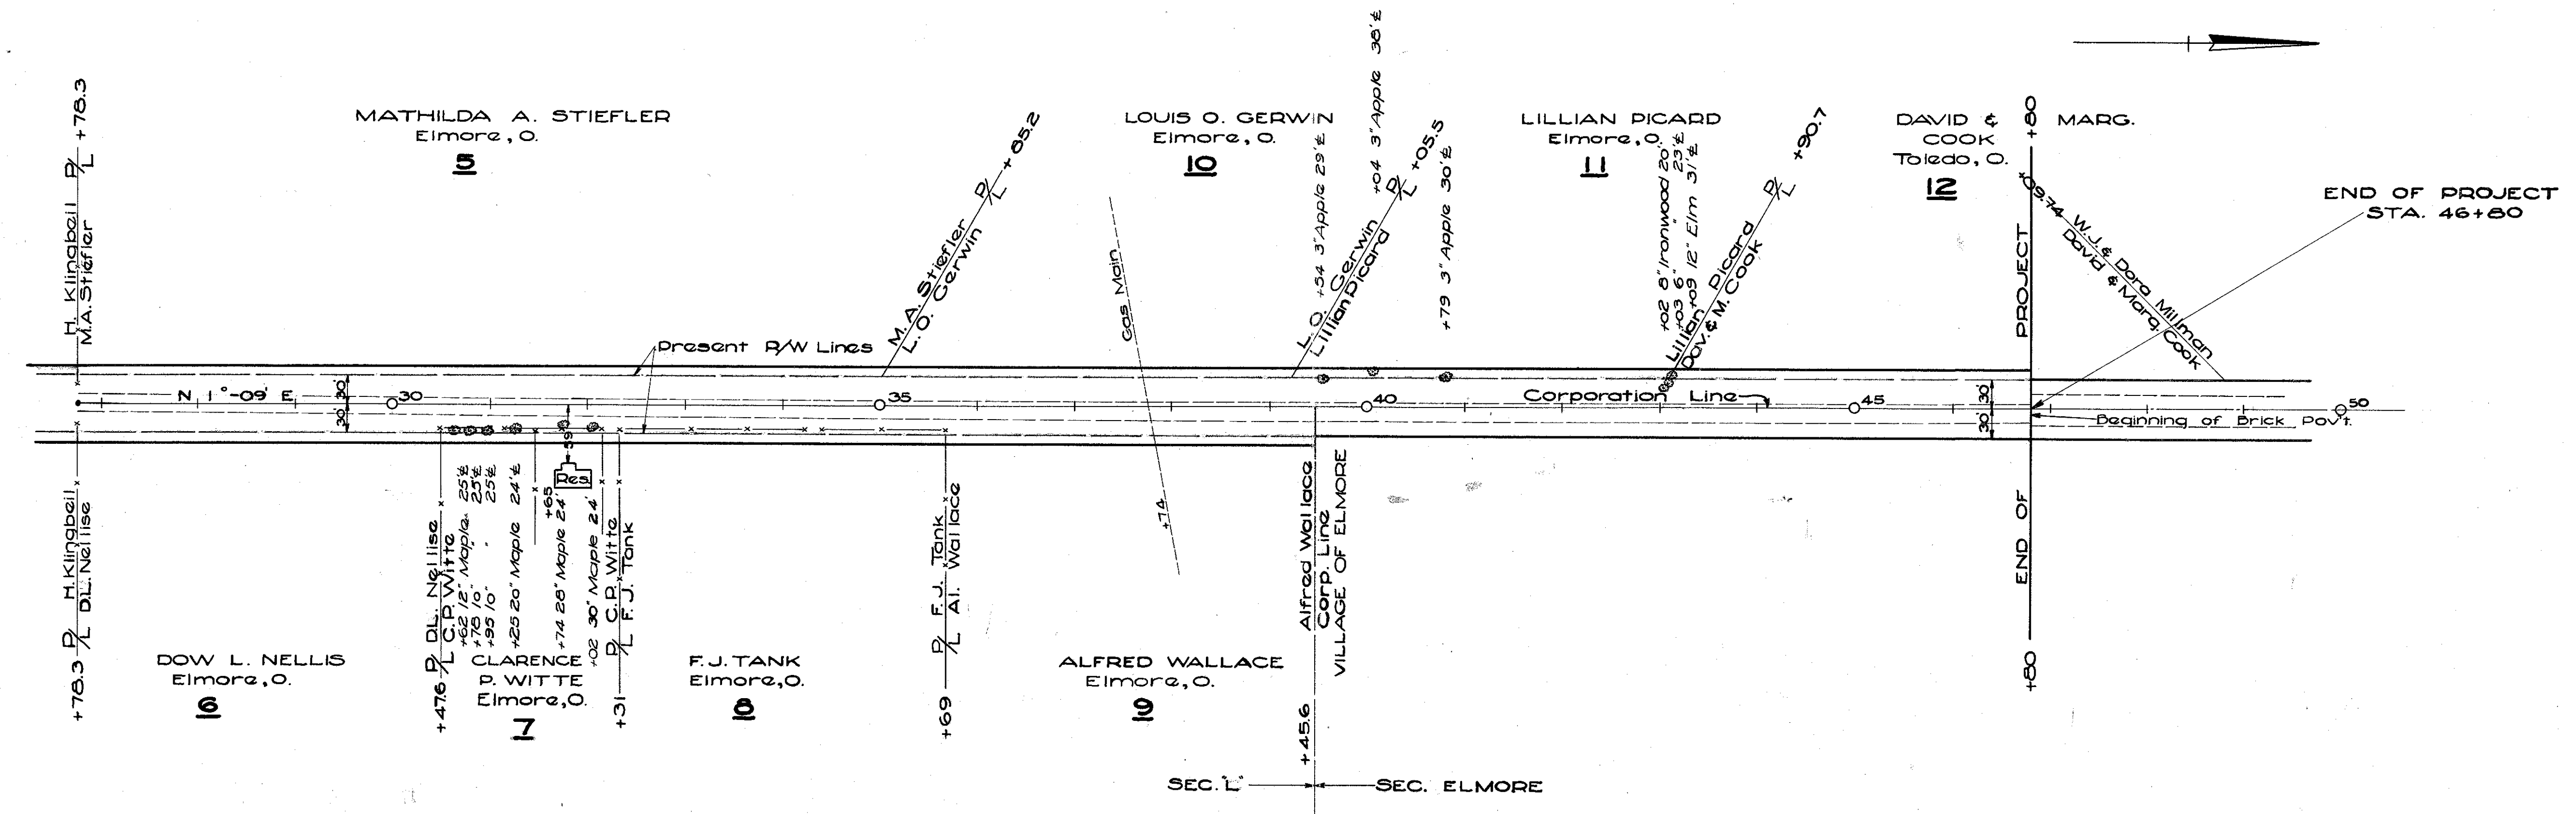 MATHILDA A. STIEFLER
Elmore, O.
5
LOUIS O. GERWIN
Elmore, O.
10
LILLIAN PICARD
Elmore, O.
11
DAVID & MARG.
COOK
Toledo, O.
12
END OF PROJECT
STA. 46+80
H. Klingbeil P/L +78.3
M.A. Stiefler
M. A. Stiefler P/L +85.2
L. O. Gerwin
Gas Main
+74
L. O. Gerwin P/L +05.5
Lillian Picard
+54 3" Apple 29' ℄
+04 3" Apple 38' ℄
+79 3" Apple 30' ℄
+02 8" Ironwood 20'
+03 6" " 23' ℄
+09 12" Elm 31' ℄
Lillian Picard P/L +90.7
Dav. & M. Cook
END OF PROJECT +80
+80
+09.74 W.J. & Dora Millman
David & Marg. Cook
Present R/W Lines
N 1°-09' E
30'
30'
30
35
40
45
50
Corporation Line
30'
30'
Beginning of Brick Pav't.
59'
Res.
+65
+78.3 P/L H. Klingbeil
D.L. Nellise
+47.6 P/L D.L. Nellise
C.P. Witte
+62 12" Maple 25' ℄
+78 10" " 25' ℄
+95 10" " 25' ℄
+25 20" Maple 24' ℄
+74 28" Maple 24'
+02 30" Maple 24'
+31 P/L C.P. Witte
F.J. Tank
+69 P/L F.J. Tank
Al. Wallace
+45.6 Alfred Wallace
Corp. Line
VILLAGE OF ELMORE
DOW L. NELLIS
Elmore, O.
6
CLARENCE
P. WITTE
Elmore, O.
7
F.J. TANK
Elmore, O.
8
ALFRED WALLACE
Elmore, O.
9
SEC. "L"
SEC. ELMORE